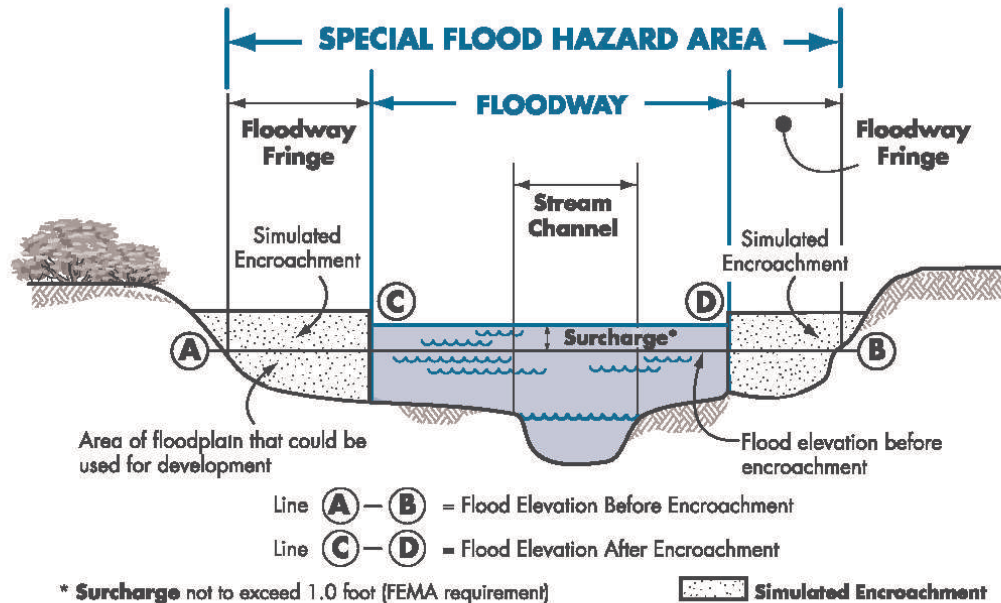 SPECIAL FLOOD HAZARD AREA
FLOODWAY
Floodway
Fringe
Floodway
Fringe
Stream
Channel
Simulated
Encroachment
Simulated
Encroachment
C
D
Surcharge*
A
B
Area of floodplain that could be
used for development
Flood elevation before
encroachment
Line A – B = Flood Elevation Before Encroachment
Line C – D = Flood Elevation After Encroachment
* Surcharge not to exceed 1.0 foot (FEMA requirement)
Simulated Encroachment